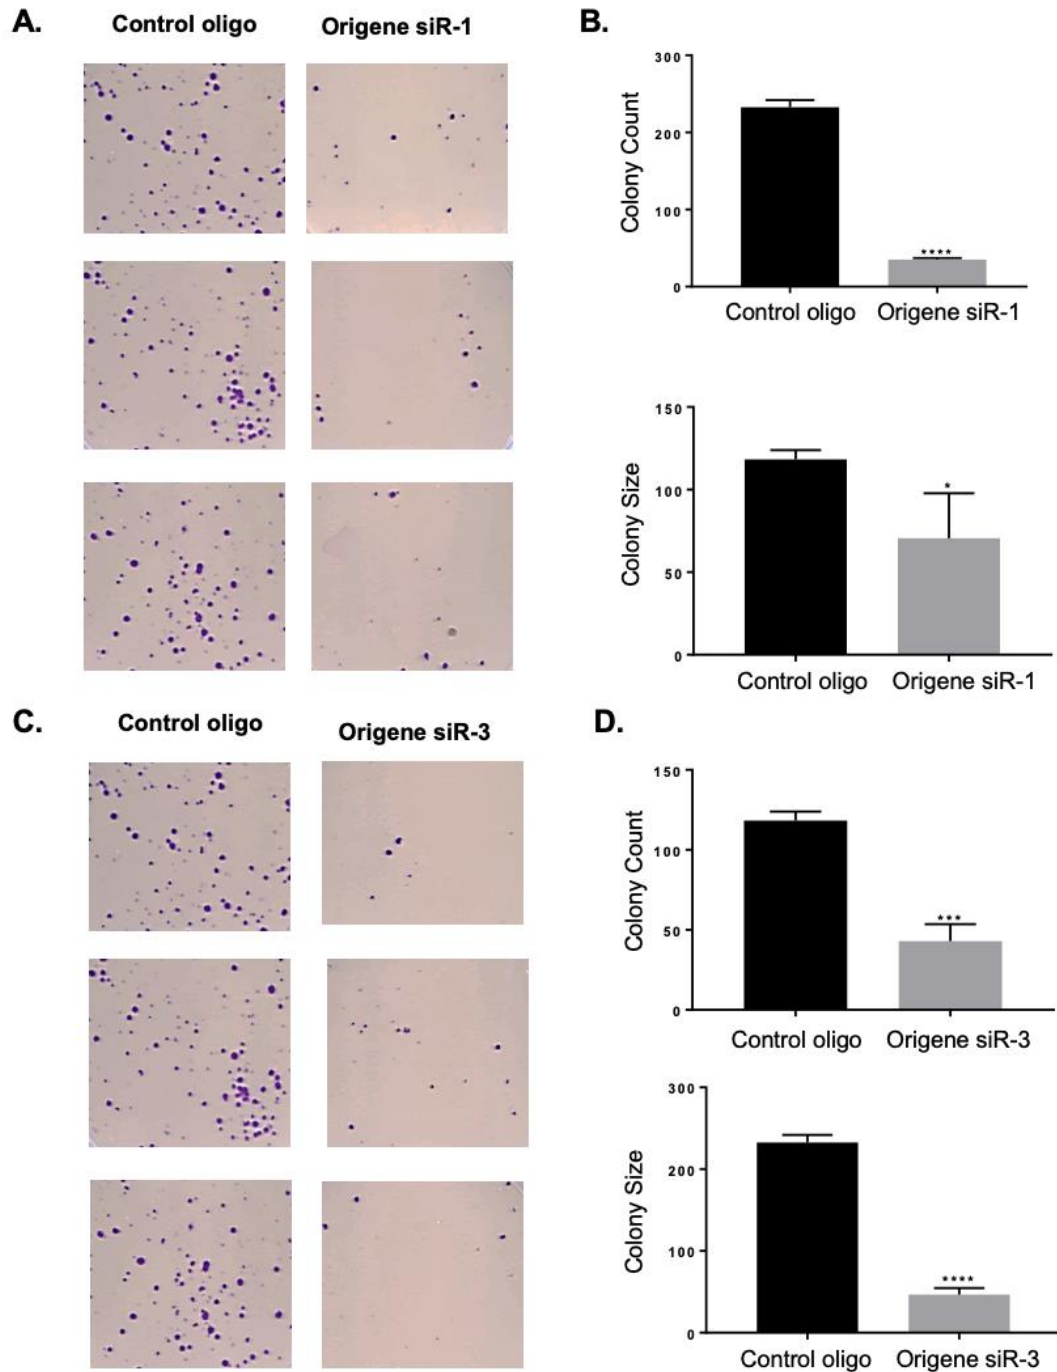 A.
Control oligo
Origene siR-1
B.
300
200
100
0
Colony Count
****
Control oligo
Origene siR-1
150
100
50
0
Colony Size
*
Control oligo
Origene siR-1
C.
Control oligo
Origene siR-3
D.
150
100
50
0
Colony Count
***
Control oligo
Origene siR-3
300
200
100
0
Colony Size
****
Control oligo
Origene siR-3